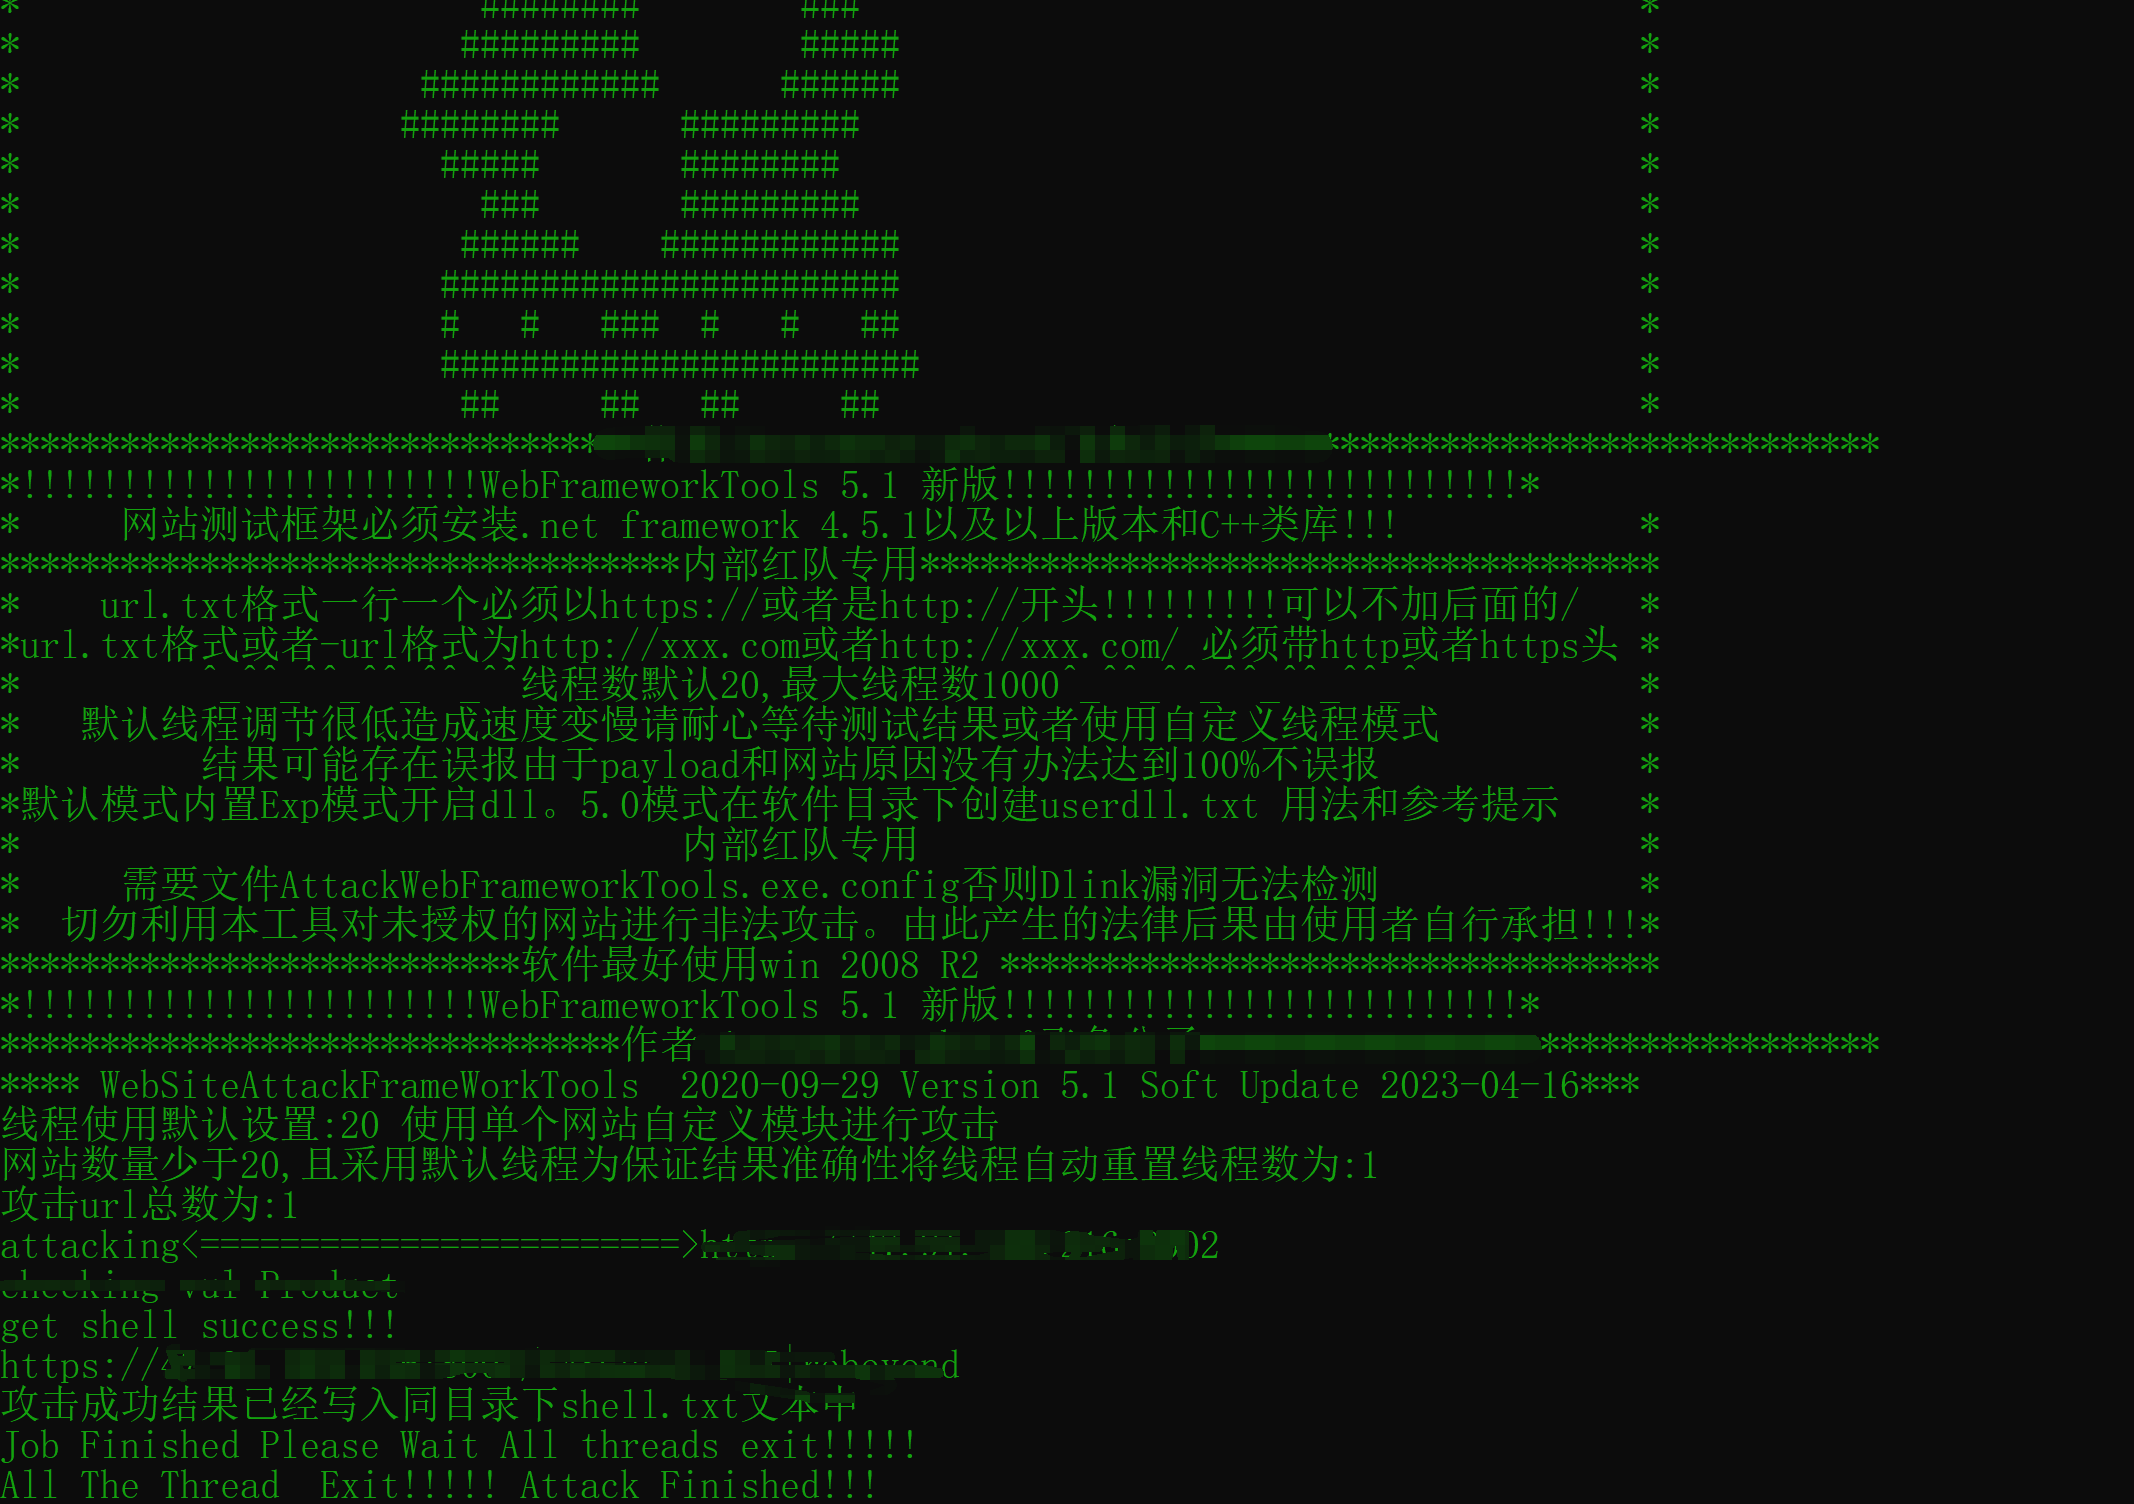 * ######## ### *
* ######### ##### *
* ############ ###### *
* ######## ######### *
* ##### ######## *
* ### ######### *
* ###### ############ *
* ####################### *
* # # ### # # ## *
* ######################## *
* ## ## ## ## *
****************************** ****************************
*!!!!!!!!!!!!!!!!!!!!!!!WebFrameworkTools 5.1 新版!!!!!!!!!!!!!!!!!!!!!!!!!!*
* 网站测试框架必须安装.net framework 4.5.1以及以上版本和C++类库!!! *
**********************************内部红队专用*************************************
* url.txt格式一行一个必须以https://或者是http://开头!!!!!!!!!可以不加后面的/ *
*url.txt格式或者-url格式为http://xxx.com或者http://xxx.com/ 必须带http或者https头 *
* ^_^^_^^_^^_^^_^^线程数默认20,最大线程数1000^_^^_^^_^^_^^_^^_^ *
* 默认线程调节很低造成速度变慢请耐心等待测试结果或者使用自定义线程模式 *
* 结果可能存在误报由于payload和网站原因没有办法达到100%不误报 *
*默认模式内置Exp模式开启dll。5.0模式在软件目录下创建userdll.txt 用法和参考提示 *
* 内部红队专用 *
* 需要文件AttackWebFrameworkTools.exe.config否则Dlink漏洞无法检测 *
* 切勿利用本工具对未授权的网站进行非法攻击。由此产生的法律后果由使用者自行承担!!!*
**************************软件最好使用win 2008 R2 *********************************
*!!!!!!!!!!!!!!!!!!!!!!!WebFrameworkTools 5.1 新版!!!!!!!!!!!!!!!!!!!!!!!!!!*
*******************************作者 *****************
**** WebSiteAttackFrameWorkTools 2020-09-29 Version 5.1 Soft Update 2023-04-16***
线程使用默认设置:20 使用单个网站自定义模块进行攻击
网站数量少于20,且采用默认线程为保证结果准确性将线程自动重置线程数为:1
攻击url总数为:1
attacking<========================>
checking vul Product
get shell success!!!
https://
攻击成功结果已经写入同目录下shell.txt文本中
Job Finished Please Wait All threads exit!!!!!
All The Thread Exit!!!!! Attack Finished!!!